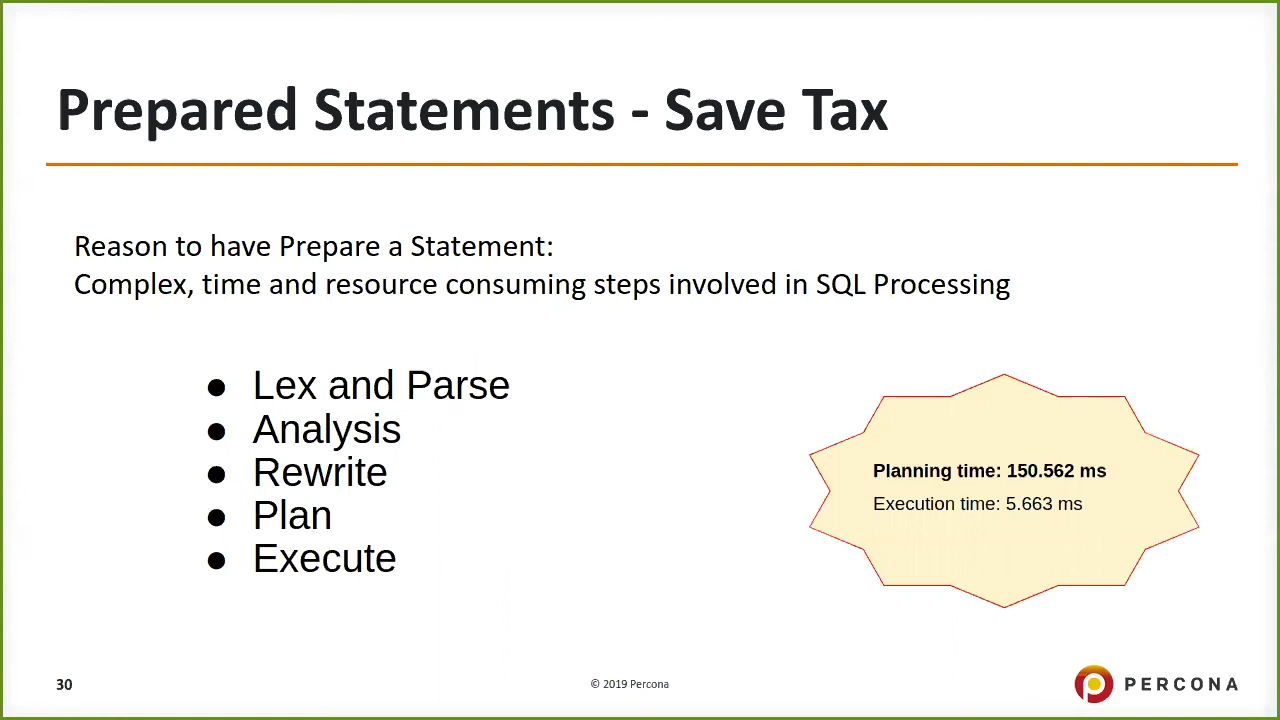 Prepared Statements - Save Tax
Reason to have Prepare a Statement:
Complex, time and resource consuming steps involved in SQL Processing
● Lex and Parse
● Analysis
● Rewrite
● Plan
● Execute
Planning time: 150.562 ms
Execution time: 5.663 ms
30
© 2019 Percona
PERCONA